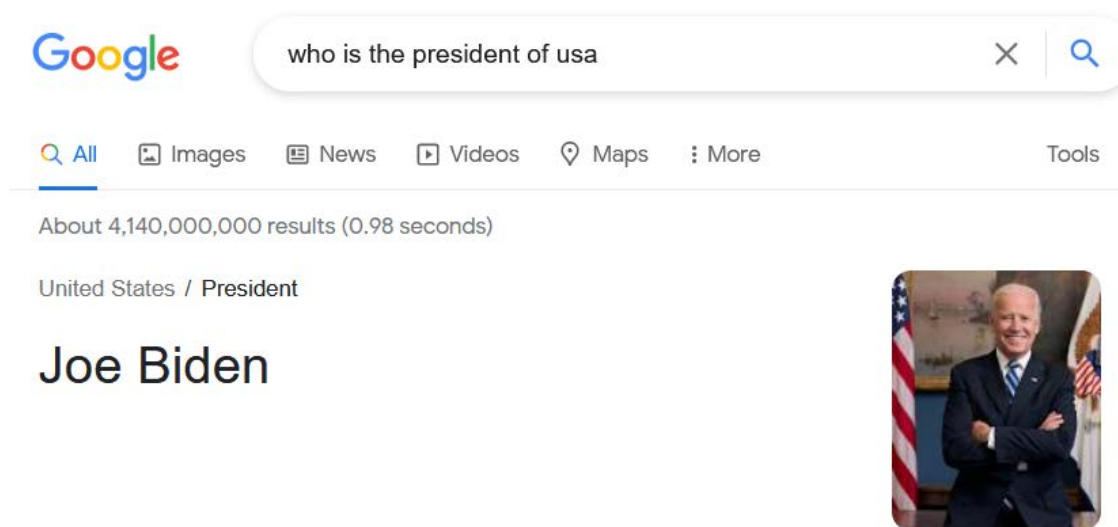 Google who is the president of usa
All Images News Videos Maps More Tools
About 4,140,000,000 results (0.98 seconds)
United States / President
Joe Biden